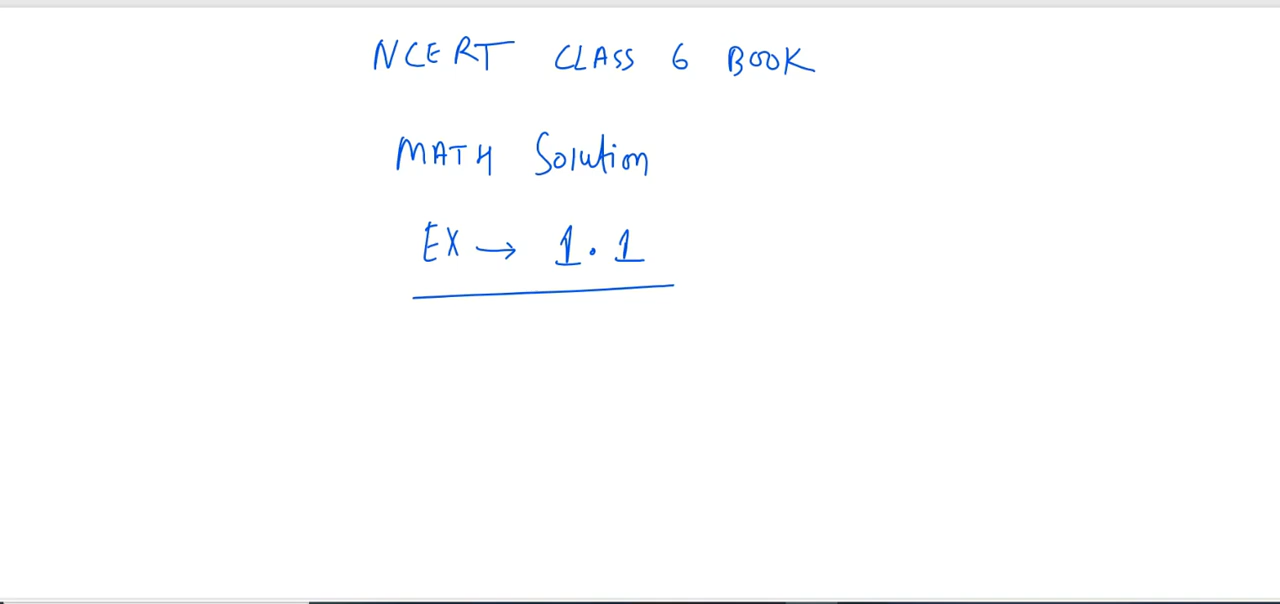 NCERT CLASS 6 BOOK
MATH Solution
EX → 1.1